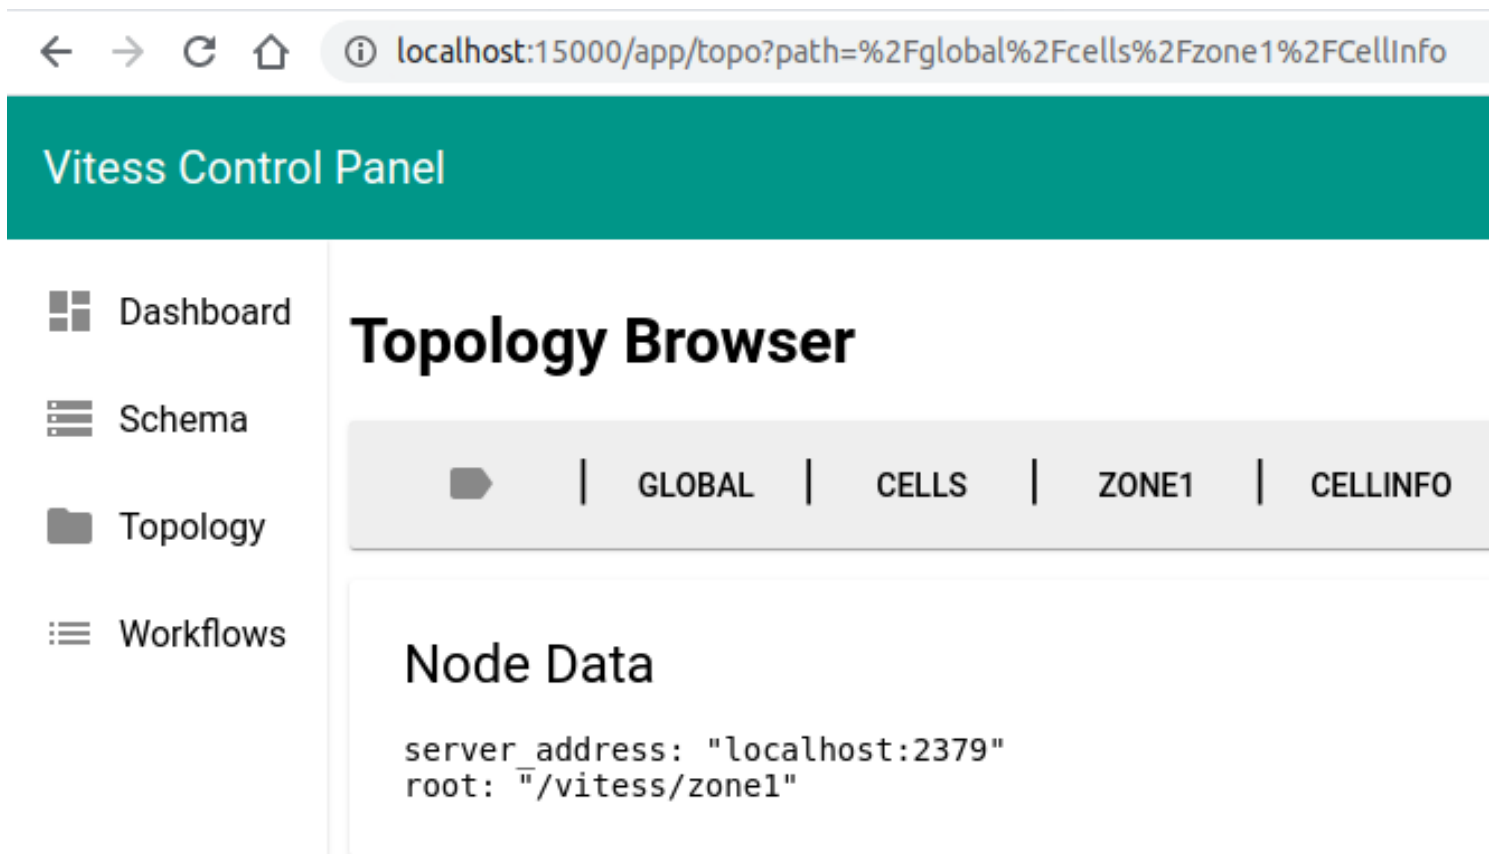 localhost:15000/app/topo?path=%2Fglobal%2Fcells%2Fzone1%2FCellInfo
Vitess Control Panel
Dashboard
Schema
Topology
Workflows
Topology Browser
GLOBAL | CELLS | ZONE1 | CELLINFO
Node Data
server_address: "localhost:2379"
root: "/vitess/zone1"